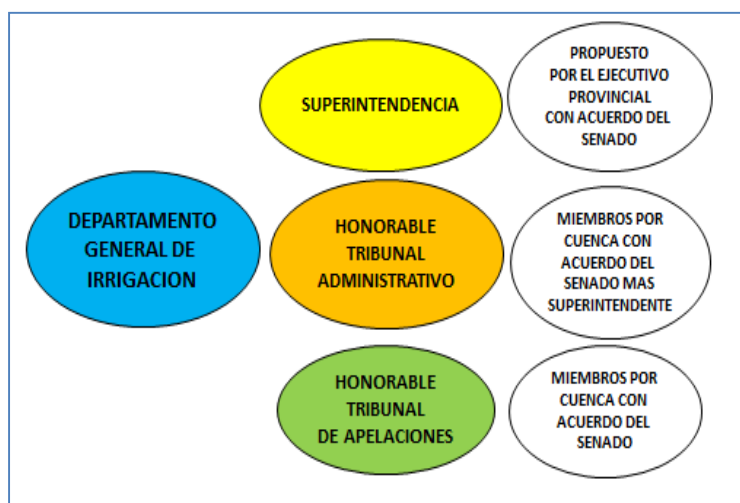 DEPARTAMENTO
GENERAL DE
IRRIGACION
SUPERINTENDENCIA
PROPUESTO
POR EL EJECUTIVO
PROVINCIAL
CON ACUERDO DEL
SENADO
HONORABLE
TRIBUNAL
ADMINISTRATIVO
MIEMBROS POR
CUENCA CON
ACUERDO DEL
SENADO MAS
SUPERINTENDENTE
HONORABLE
TRIBUNAL
DE APELACIONES
MIEMBROS POR
CUENCA CON
ACUERDO DEL
SENADO